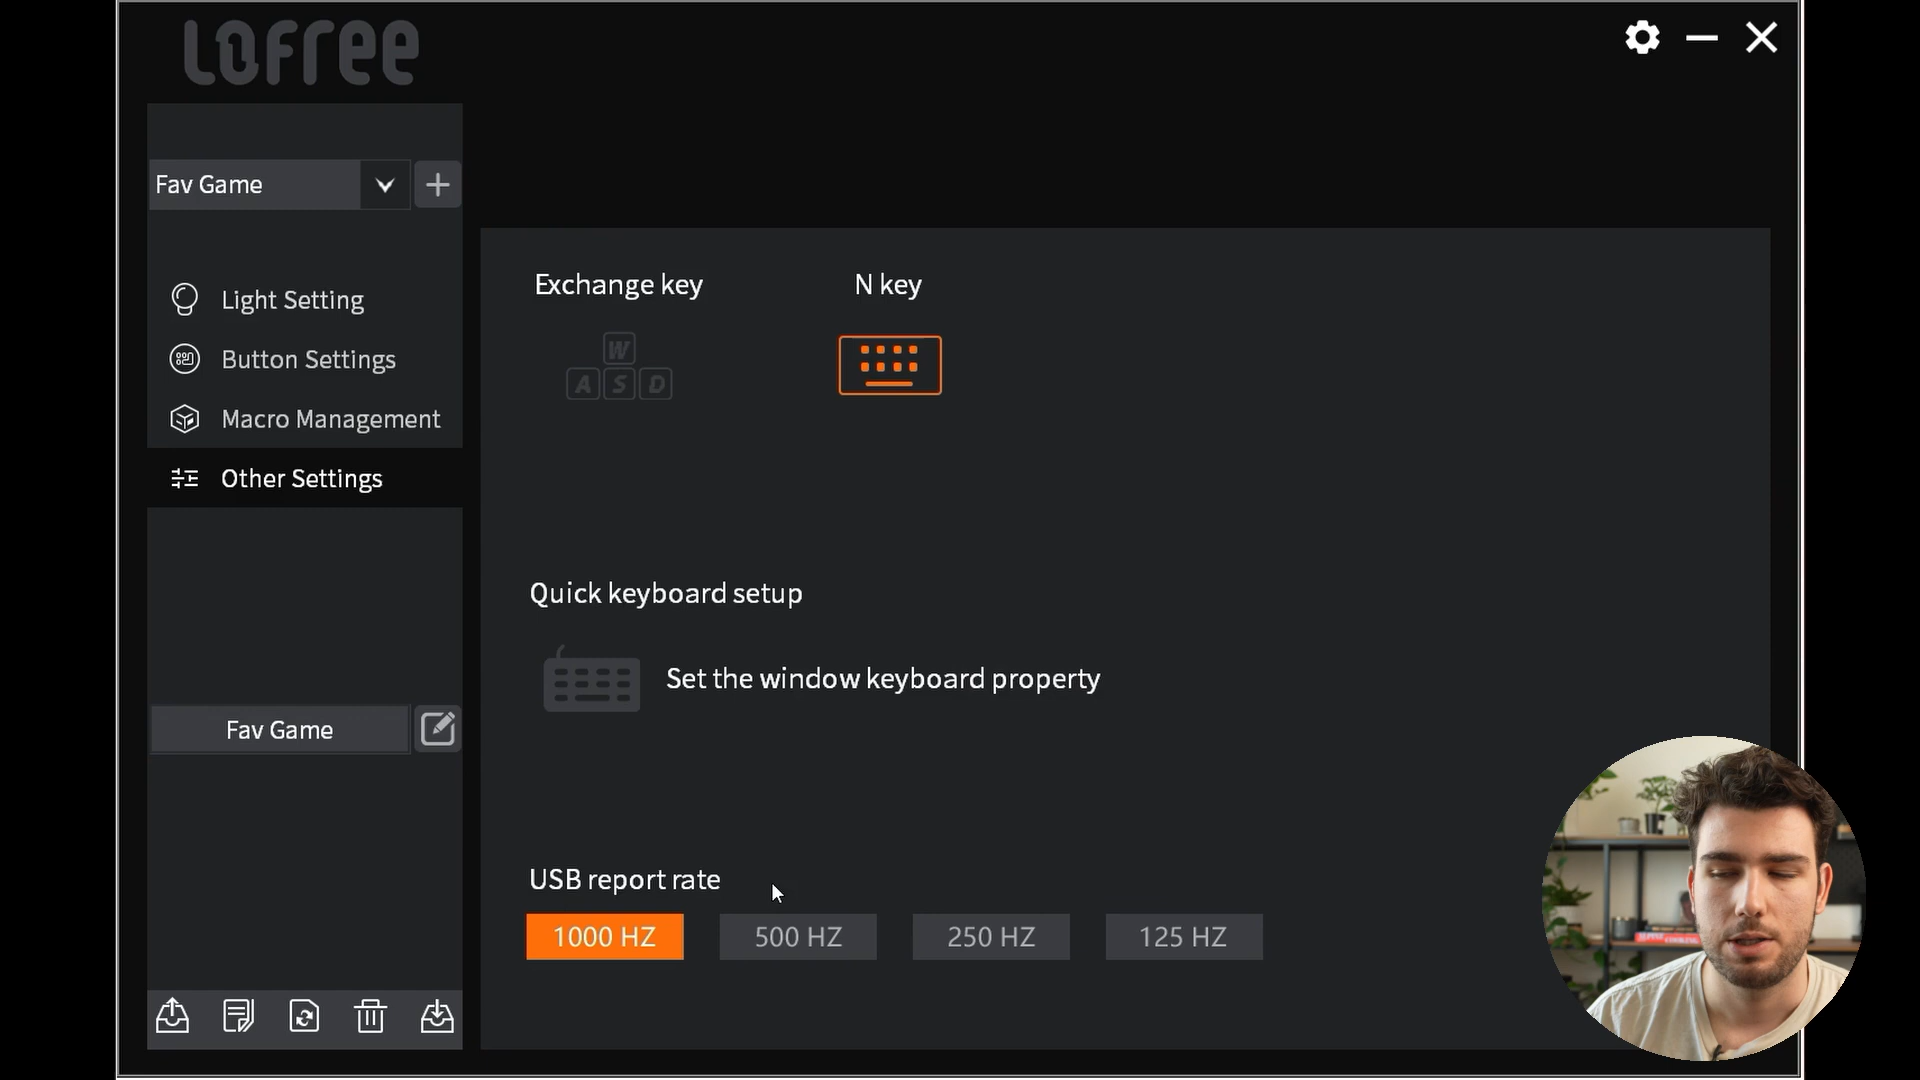 LOFREE
Fav Game
Light Setting
Button Settings
Macro Management
Other Settings
Fav Game
Exchange key
N key
W
A S D
Quick keyboard setup
Set the window keyboard property
USB report rate
1000 HZ
500 HZ
250 HZ
125 HZ